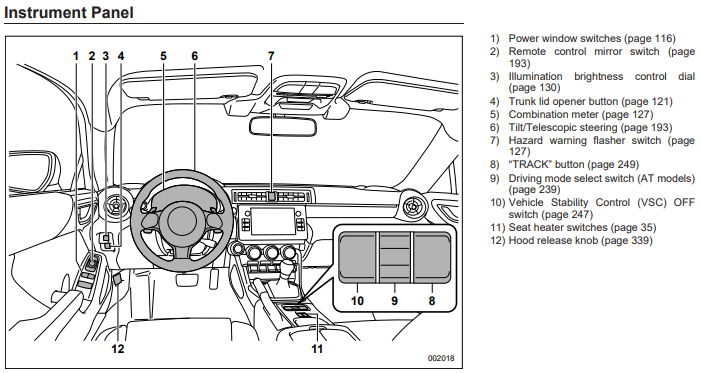 Instrument Panel
1 2 3 4 5 6 7
10 9 8
12 11
002018
1) Power window switches (page 116)
2) Remote control mirror switch (page
193)
3) Illumination brightness control dial
(page 130)
4) Trunk lid opener button (page 121)
5) Combination meter (page 127)
6) Tilt/Telescopic steering (page 193)
7) Hazard warning flasher switch (page
127)
8) “TRACK” button (page 249)
9) Driving mode select switch (AT models)
(page 239)
10) Vehicle Stability Control (VSC) OFF
switch (page 247)
11) Seat heater switches (page 35)
12) Hood release knob (page 339)